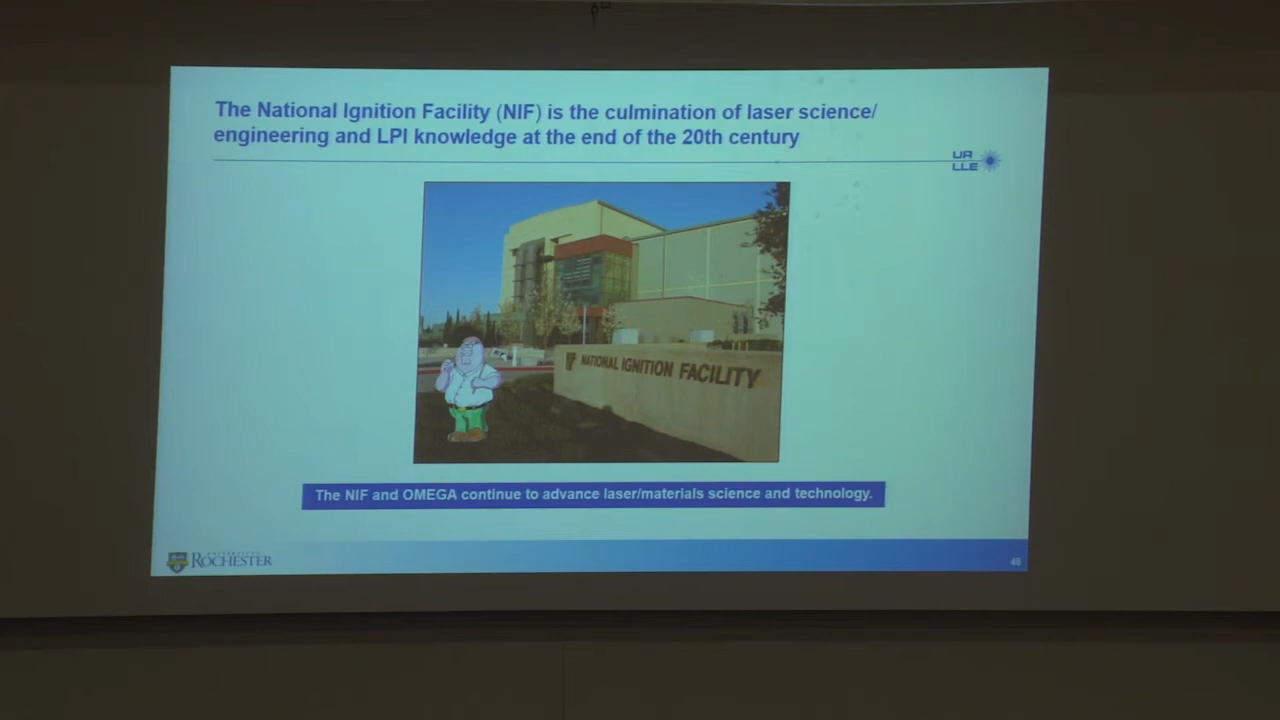 The National Ignition Facility (NIF) is the culmination of laser science/
engineering and LPI knowledge at the end of the 20th century
UR
LLE
NATIONAL IGNITION FACILITY
The NIF and OMEGA continue to advance laser/materials science and technology.
ROCHESTER